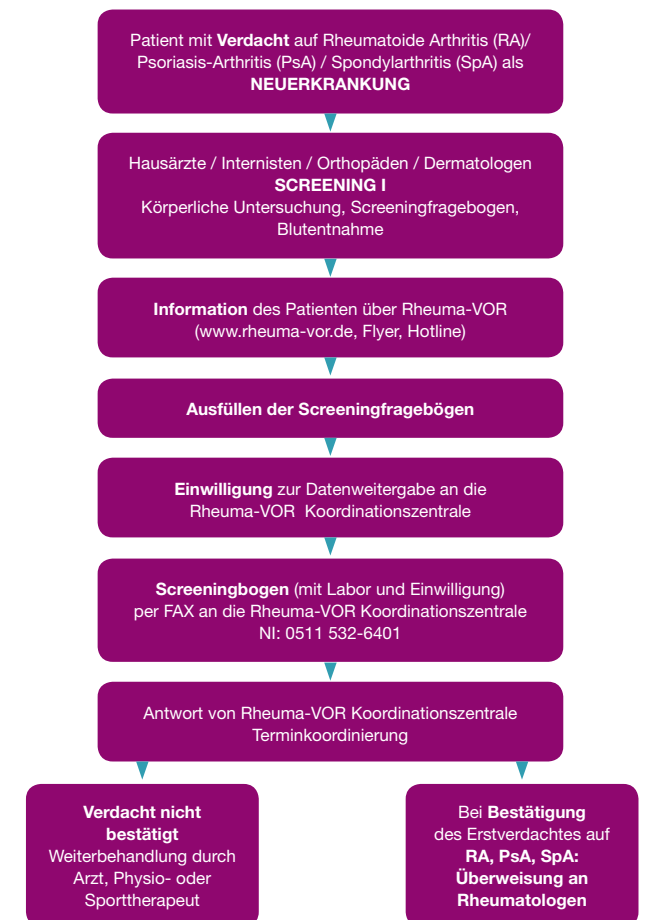 Patient mit Verdacht auf Rheumatoide Arthritis (RA)/
Psoriasis-Arthritis (PsA) / Spondylarthritis (SpA) als
NEUERKRANKUNG
Hausärzte / Internisten / Orthopäden / Dermatologen
SCREENING I
Körperliche Untersuchung, Screeningfragebogen,
Blutentnahme
Information des Patienten über Rheuma-VOR
(www.rheuma-vor.de, Flyer, Hotline)
Ausfüllen der Screeningfragebögen
Einwilligung zur Datenweitergabe an die
Rheuma-VOR Koordinationszentrale
Screeningbogen (mit Labor und Einwilligung)
per FAX an die Rheuma-VOR Koordinationszentrale
NI: 0511 532-6401
Antwort von Rheuma-VOR Koordinationszentrale
Terminkoordinierung
Verdacht nicht
bestätigt
Weiterbehandlung durch
Arzt, Physio- oder
Sporttherapeut
Bei Bestätigung
des Erstverdachtes auf
RA, PsA, SpA:
Überweisung an
Rheumatologen